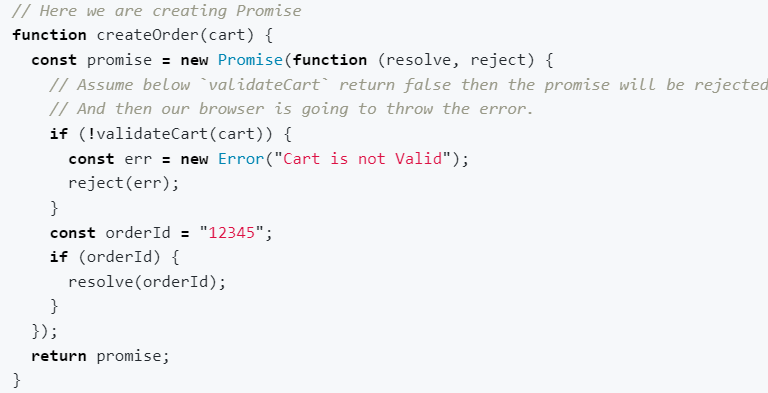 // Here we are creating Promise
function createOrder(cart) {
  const promise = new Promise(function (resolve, reject) {
    // Assume below `validateCart` return false then the promise will be rejected
    // And then our browser is going to throw the error.
    if (!validateCart(cart)) {
      const err = new Error("Cart is not Valid");
      reject(err);
    }
    const orderId = "12345";
    if (orderId) {
      resolve(orderId);
    }
  });
  return promise;
}